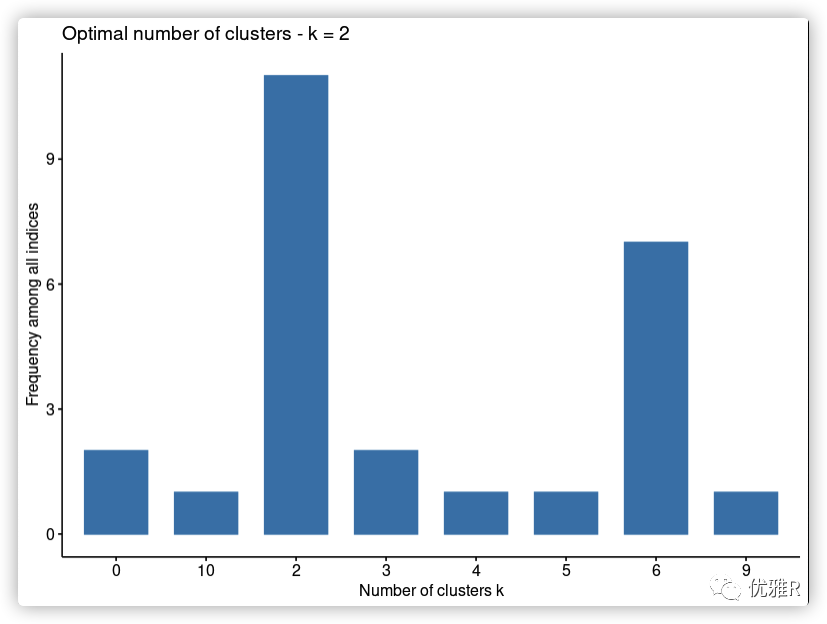 Optimal number of clusters - k = 2
Frequency among all indices
9
6
3
0
0 10 2 3 4 5 6 9
Number of clusters k
优雅R